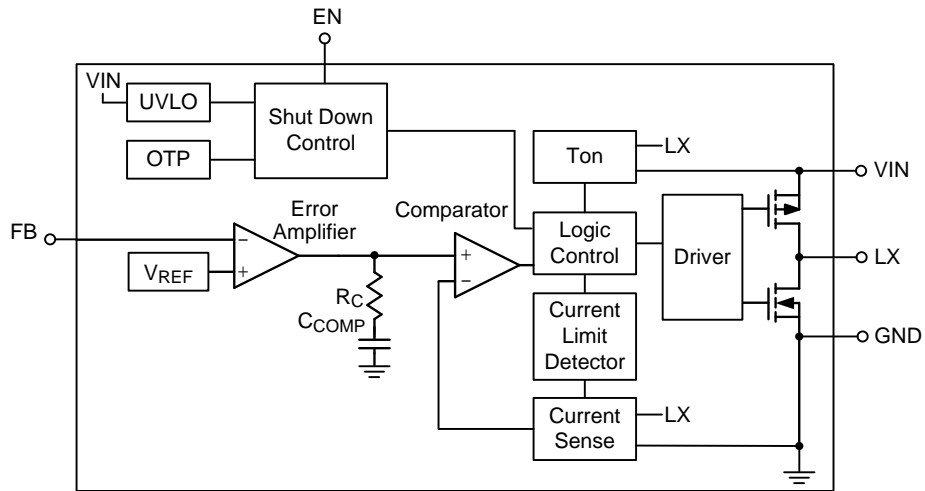 EN
VIN
UVLO
Shut Down
Control
OTP
Ton
LX
VIN
Error
Amplifier
Comparator
FB
−
+
VREF
+
−
Logic
Control
Driver
LX
RC
CCOMP
Current
Limit
Detector
GND
Current
Sense
LX